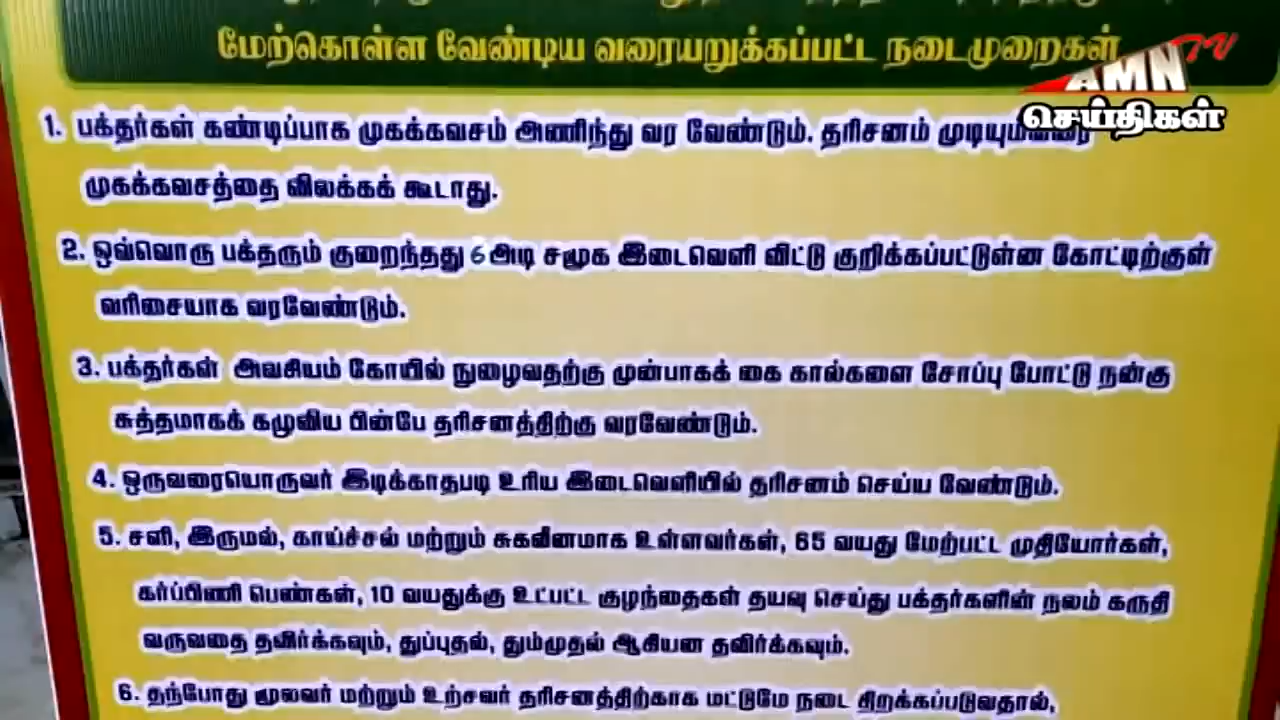 மேற்கொள்ள வேண்டிய வரையறுக்கப்பட்ட நடைமுறைகள்
AMN TV
செய்திகள்
1. பக்தர்கள் கண்டிப்பாக முகக்கவசம் அணிந்து வர வேண்டும். தரிசனம் முடியும்வரை
முகக்கவசத்தை விலக்கக் கூடாது.
2. ஒவ்வொரு பக்தரும் குறைந்தது 6 அடி சமூக இடைவெளி விட்டு குறிக்கப்பட்டுள்ள கோட்டிற்குள்
வரிசையாக வரவேண்டும்.
3. பக்தர்கள் அவசியம் கோயில் நுழைவதற்கு முன்பாகக் கை கால்களை சோப்பு போட்டு நன்கு
சுத்தமாகக் கழுவிய பின்பே தரிசனத்திற்கு வரவேண்டும்.
4. ஒருவரையொருவர் இடிக்காதபடி உரிய இடைவெளியில் தரிசனம் செய்ய வேண்டும்.
5. சளி, இருமல், காய்ச்சல் மற்றும் சுகவீனமாக உள்ளவர்கள், 65 வயது மேற்பட்ட முதியோர்கள்,
கர்ப்பிணி பெண்கள், 10 வயதுக்கு உட்பட்ட குழந்தைகள் தயவு செய்து பக்தர்களின் நலம் கருதி
வருவதை தவிர்க்கவும், துப்புதல், தும்முதல் ஆகியன தவிர்க்கவும்.
6. தற்போது மூலவர் மற்றும் உற்சவர் தரிசனத்திற்காக மட்டுமே நடை திறக்கப்படுவதால்,